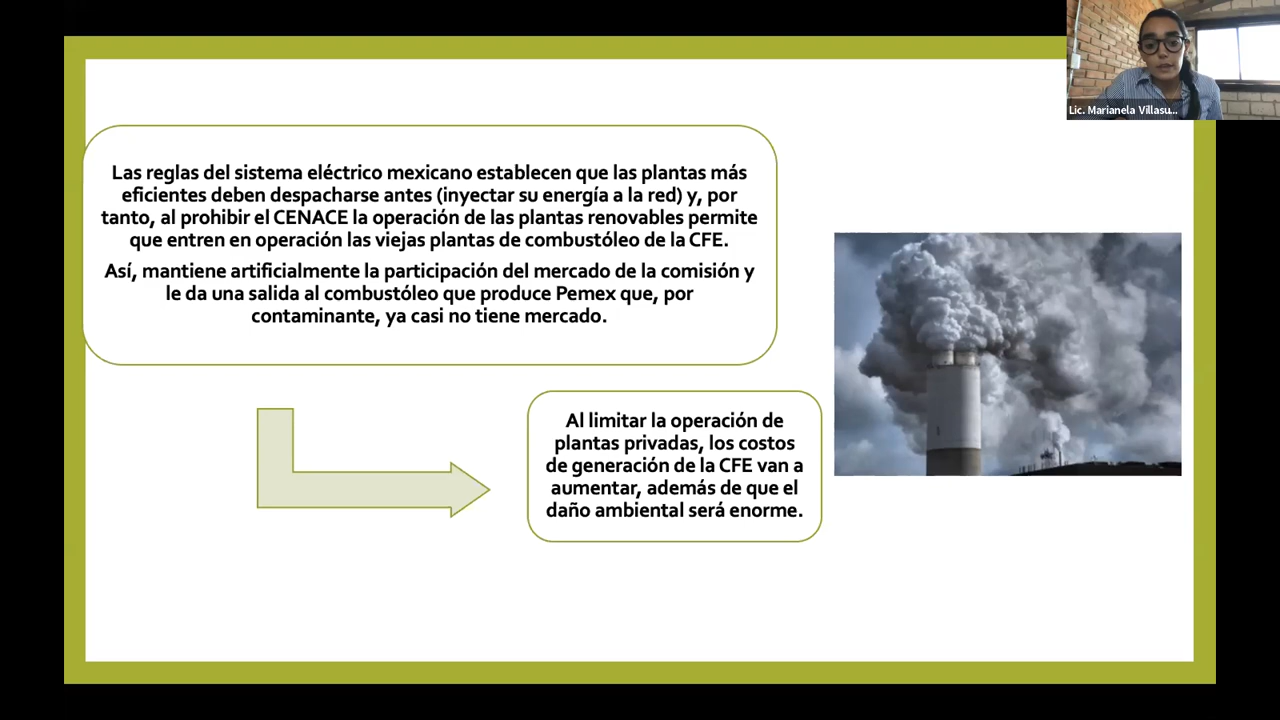 Lic. Marianela Villasu...
Las reglas del sistema eléctrico mexicano establecen que las plantas más
eficientes deben despacharse antes (inyectar su energía a la red) y, por
tanto, al prohibir el CENACE la operación de las plantas renovables permite
que entren en operación las viejas plantas de combustóleo de la CFE.
Así, mantiene artificialmente la participación del mercado de la comisión y
le da una salida al combustóleo que produce Pemex que, por
contaminante, ya casi no tiene mercado.
Al limitar la operación de
plantas privadas, los costos
de generación de la CFE van a
aumentar, además de que el
daño ambiental será enorme.